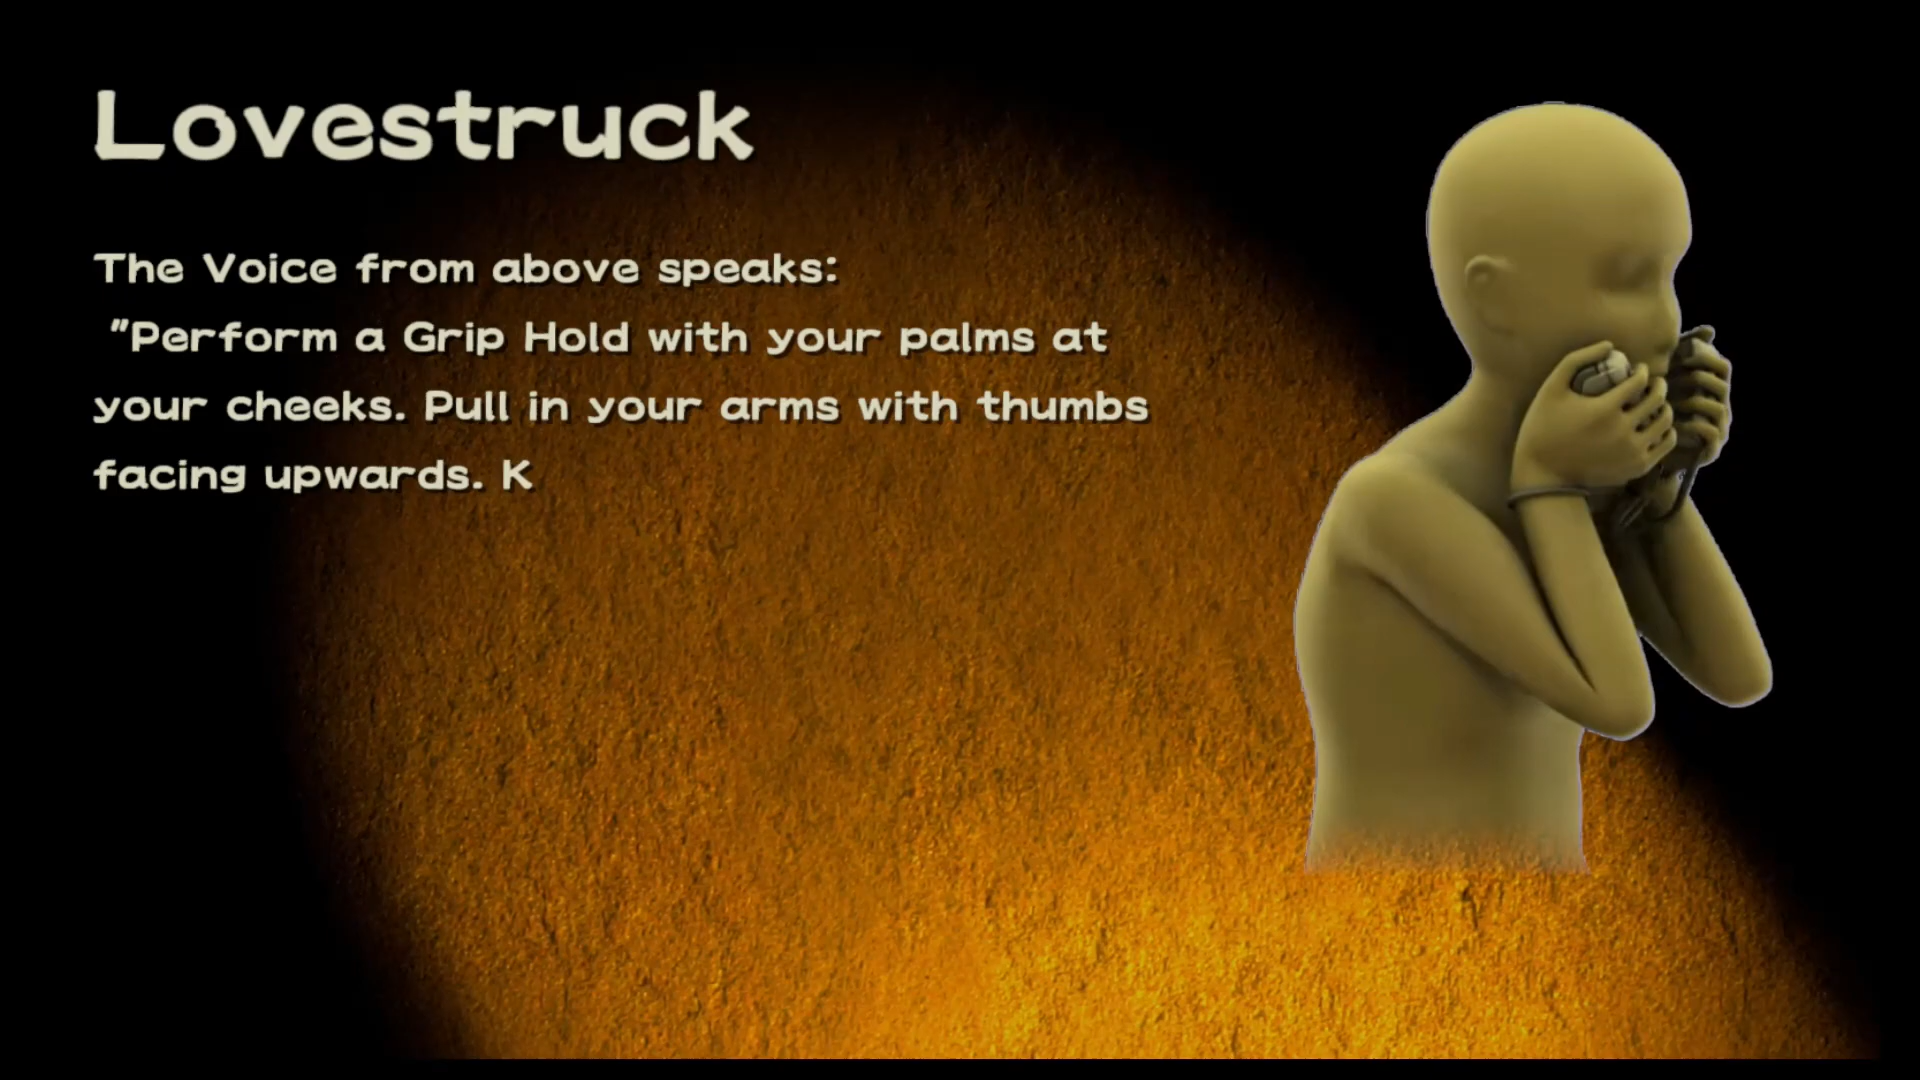 Lovestruck
The Voice from above speaks:
"Perform a Grip Hold with your palms at
your cheeks. Pull in your arms with thumbs
facing upwards. K